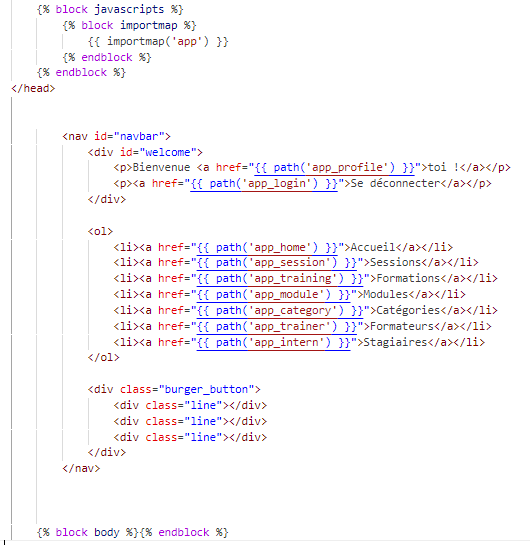 {% block javascripts %}
{% block importmap %}
{{ importmap('app') }}
{% endblock %}
{% endblock %}
</head>
<nav id="navbar">
<div id="welcome">
<p>Bienvenue <a href="{{ path('app_profile') }}">toi !</a></p>
<p><a href="{{ path('app_login') }}">Se déconnecter</a></p>
</div>
<ol>
<li><a href="{{ path('app_home') }}">Accueil</a></li>
<li><a href="{{ path('app_session') }}">Sessions</a></li>
<li><a href="{{ path('app_training') }}">Formations</a></li>
<li><a href="{{ path('app_module') }}">Modules</a></li>
<li><a href="{{ path('app_category') }}">Catégories</a></li>
<li><a href="{{ path('app_trainer') }}">Formateurs</a></li>
<li><a href="{{ path('app_intern') }}">Stagiaires</a></li>
</ol>
<div class="burger_button">
<div class="line"></div>
<div class="line"></div>
<div class="line"></div>
</div>
</nav>
{% block body %}{% endblock %}